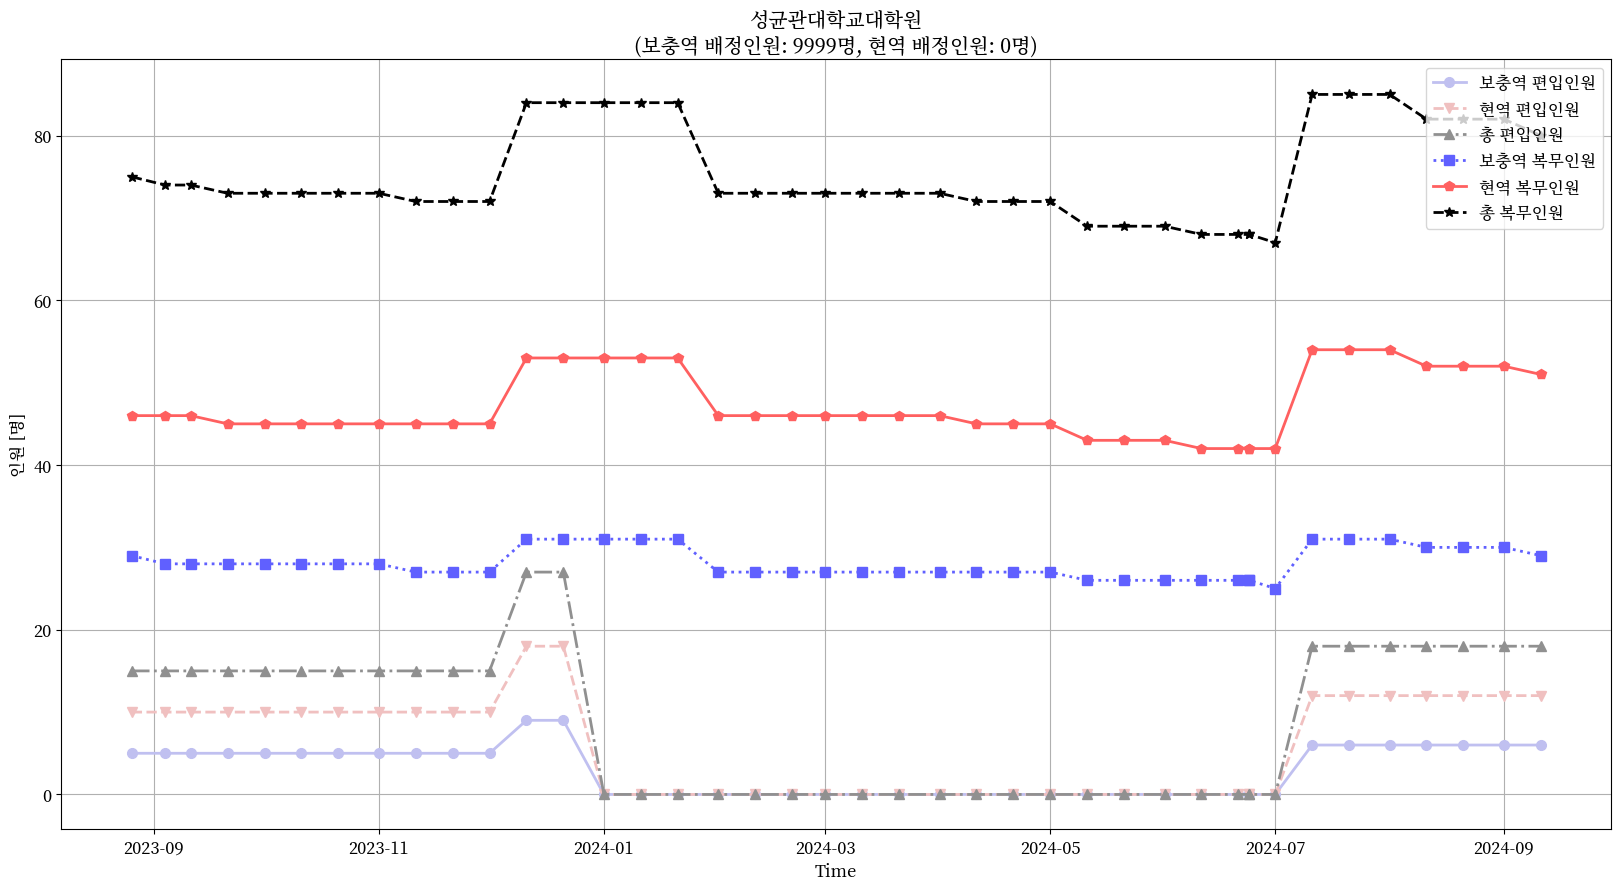 성균관대학교대학원
(보충역 배정인원: 9999명, 현역 배정인원: 0명)
보충역 편입인원
현역 편입인원
총 편입인원
보충역 복무인원
현역 복무인원
총 복무인원
인원 [명]
80
60
40
20
0
2023-09
2023-11
2024-01
2024-03
2024-05
2024-07
2024-09
Time